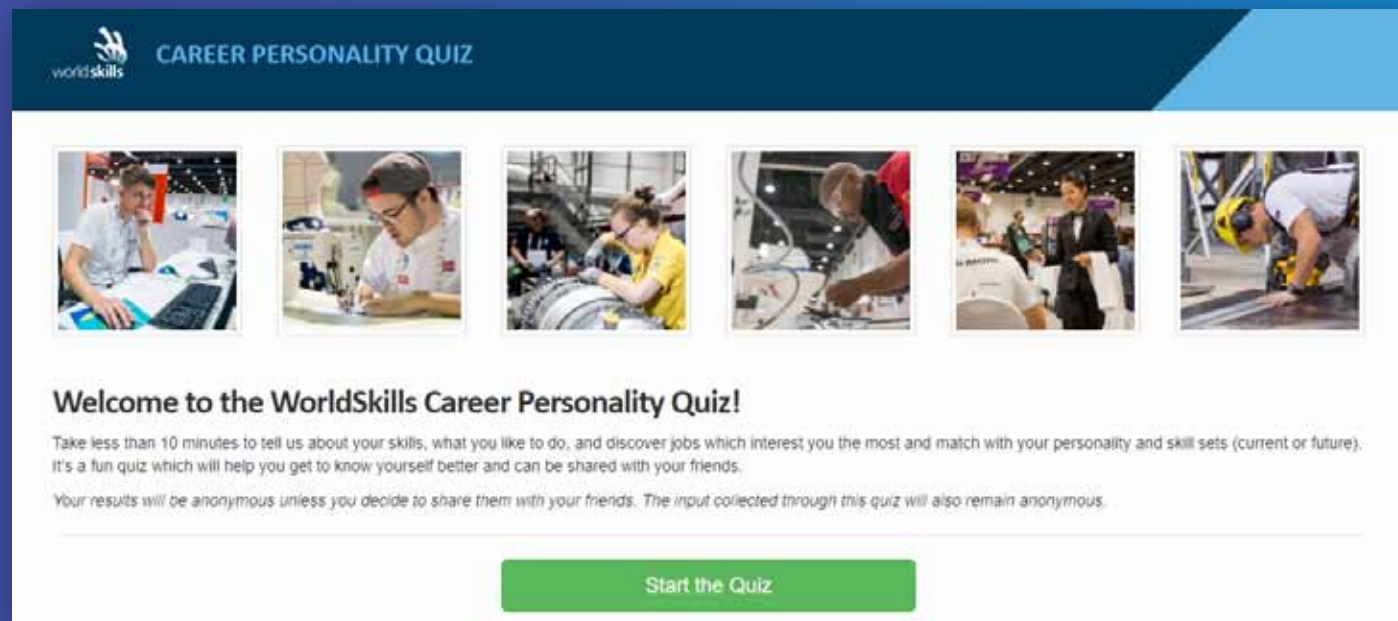 worldskills
CAREER PERSONALITY QUIZ
Welcome to the WorldSkills Career Personality Quiz!
Take less than 10 minutes to tell us about your skills, what you like to do, and discover jobs which interest you the most and match with your personality and skill sets (current or future).
It's a fun quiz which will help you get to know yourself better and can be shared with your friends.
Your results will be anonymous unless you decide to share them with your friends. The input collected through this quiz will also remain anonymous.
Start the Quiz